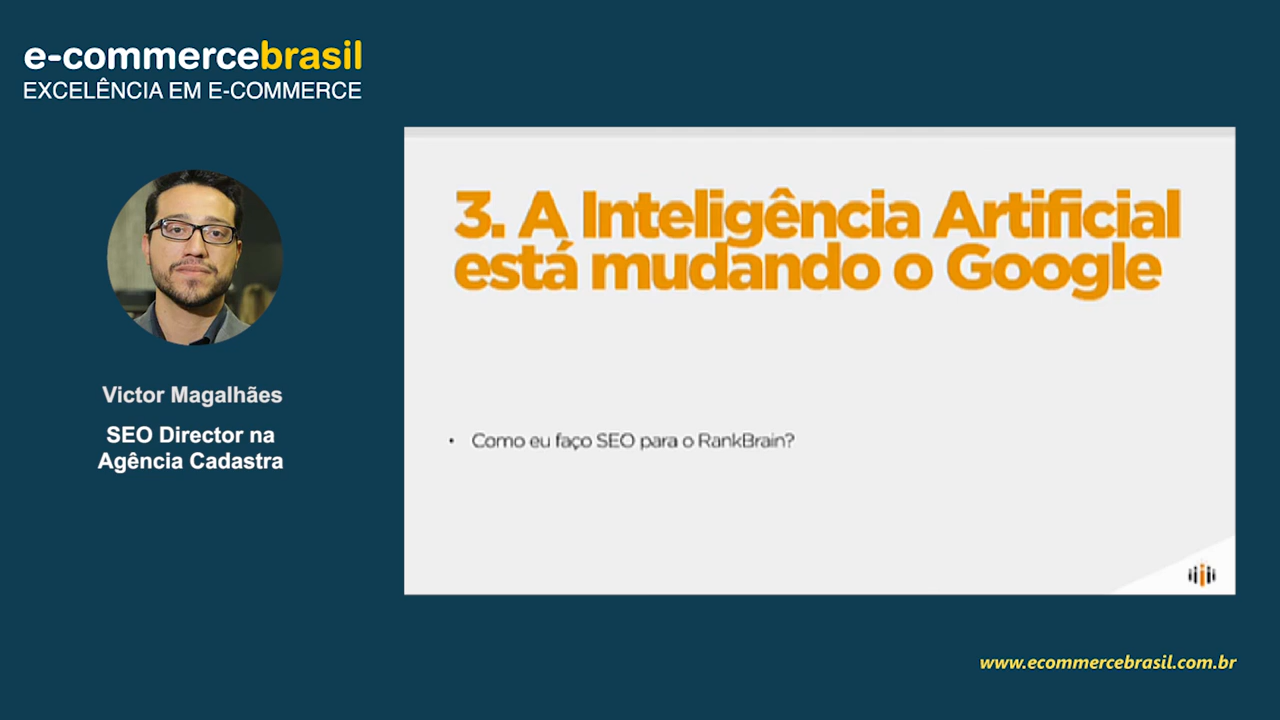 e-commercebrasil
EXCELÊNCIA EM E-COMMERCE
3. A Inteligência Artificial
está mudando o Google
• Como eu faço SEO para o RankBrain?
Victor Magalhães
SEO Director na
Agência Cadastra
www.ecommercebrasil.com.br